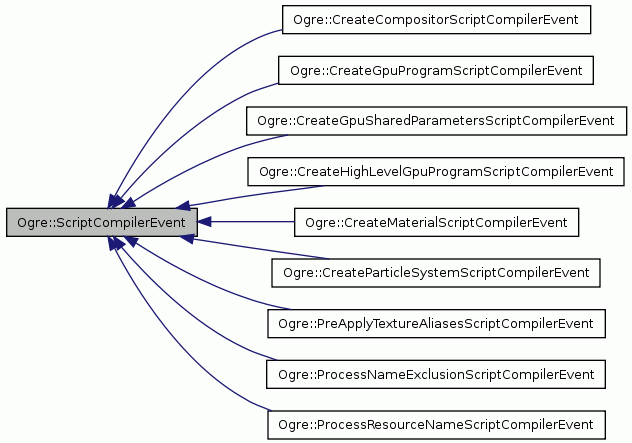 Ogre::CreateCompositorScriptCompilerEvent
Ogre::CreateGpuProgramScriptCompilerEvent
Ogre::CreateGpuSharedParametersScriptCompilerEvent
Ogre::CreateHighLevelGpuProgramScriptCompilerEvent
Ogre::ScriptCompilerEvent
Ogre::CreateMaterialScriptCompilerEvent
Ogre::CreateParticleSystemScriptCompilerEvent
Ogre::PreApplyTextureAliasesScriptCompilerEvent
Ogre::ProcessNameExclusionScriptCompilerEvent
Ogre::ProcessResourceNameScriptCompilerEvent